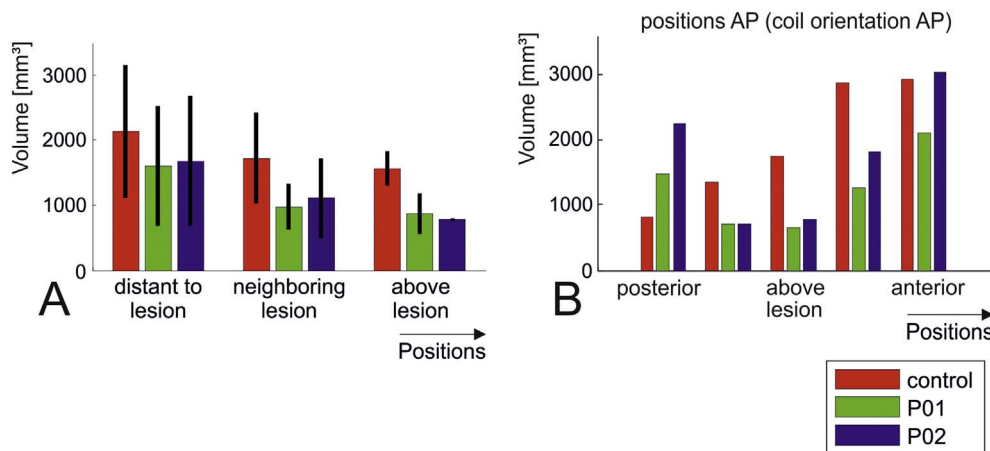 Volume [mm³]
3000
2000
1000
0
distant to
lesion
neighboring
lesion
above
lesion
Positions
A
positions AP (coil orientation AP)
Volume [mm³]
3000
2000
1000
0
posterior
above
lesion
anterior
Positions
B
control
P01
P02